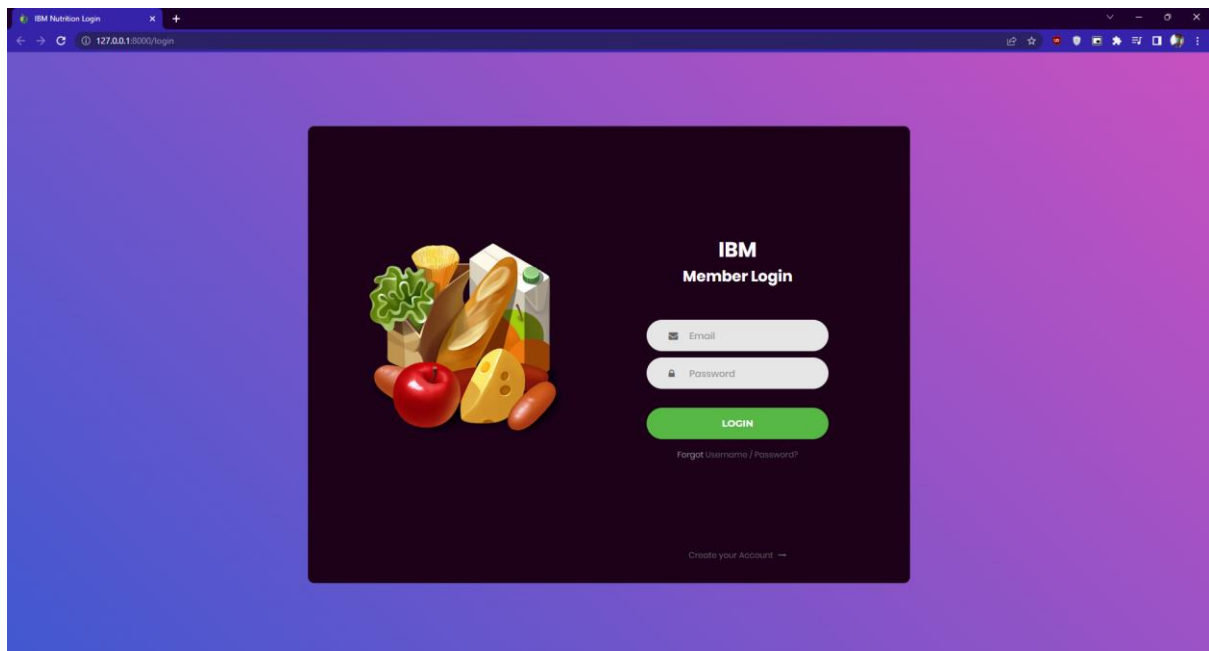 IBM Nutrition Login
127.0.0.1:8000/login
IBM
Member Login
Email
Password
LOGIN
Forgot Username / Password?
Create your Account →